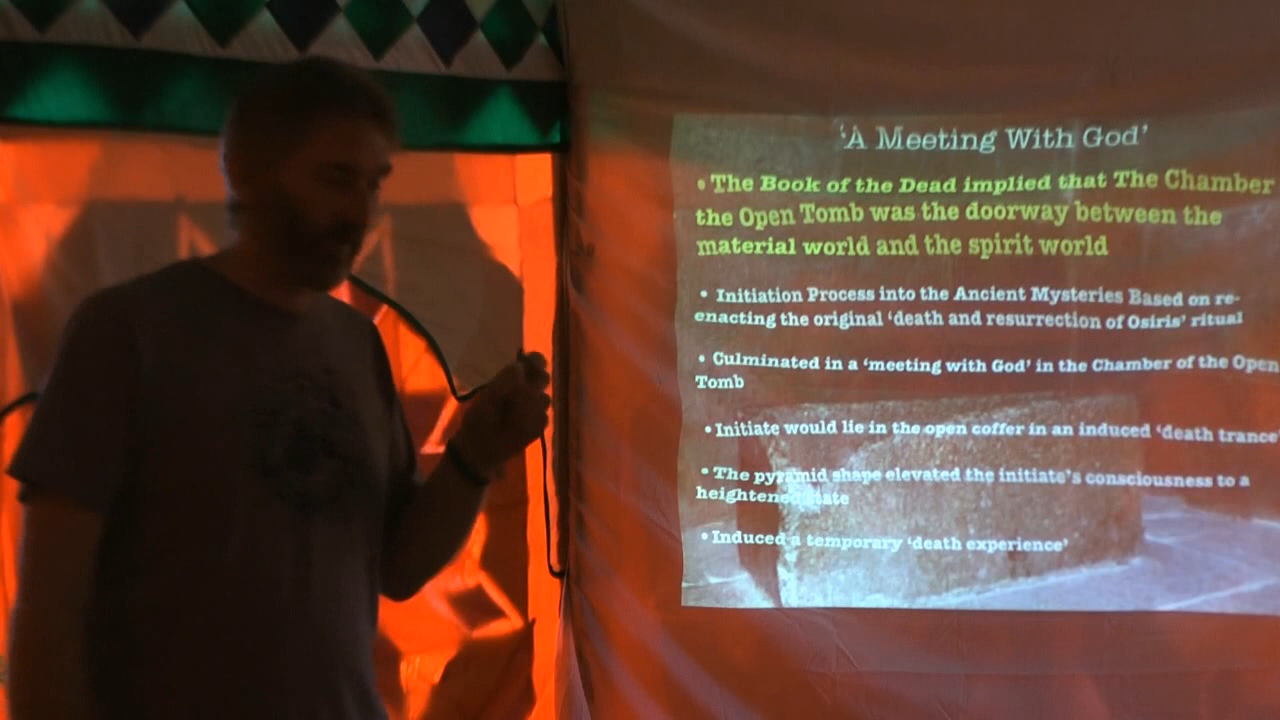 'A Meeting With God'
• The Book of the Dead implied that The Chamber
the Open Tomb was the doorway between the
material world and the spirit world
• Initiation Process into the Ancient Mysteries Based on re-
enacting the original 'death and resurrection of Osiris' ritual
• Culminated in a 'meeting with God' in the Chamber of the Open
Tomb
• Initiate would lie in the open coffer in an induced 'death trance'
• The pyramid shape elevated the initiate's consciousness to a
heightened state
• Induced a temporary 'death experience'